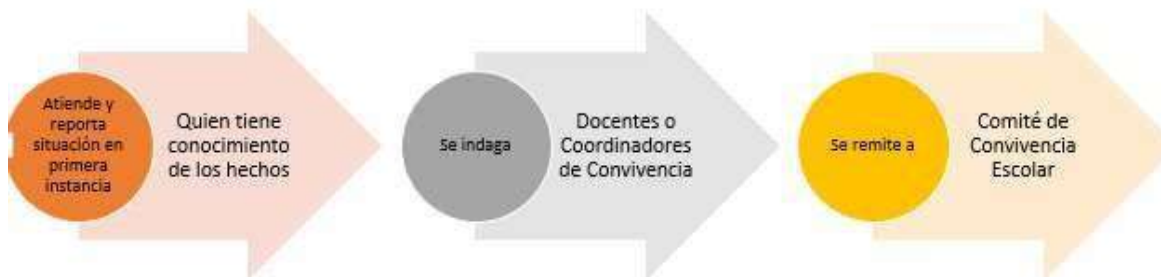 Atiende y
reporta
situación en
primera
instancia
Quien tiene
conocimiento
de los hechos
Se indaga
Docentes o
Coordinadores
de Convivencia
Se remite a
Comité de
Convivencia
Escolar